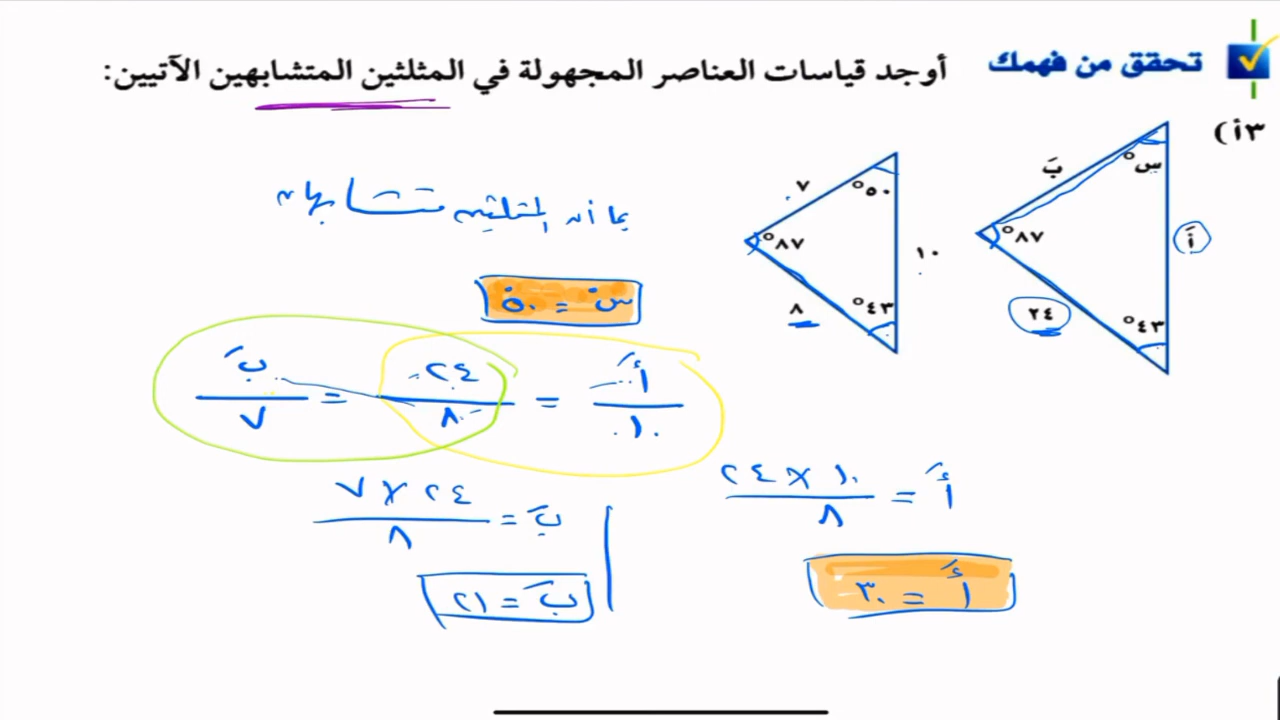 تحقق من فهمك
أوجد قياسات العناصر المجهولة في المثلثين المتشابهين الآتيين:
٣أ)
بَ
سْ°
٨٧°
أَ
٢٤
٤٣°
٧
٥٠°
٨٧°
١٠
٨
٤٣°
بما أن المثلثين متشابهان
سْ = ٥٠
أَ/١٠ = ٢٤/٨ = بَ/٧
أَ = ١٠ × ٢٤ / ٨
أَ = ٣٠
بَ = ٢٤ × ٧ / ٨
بَ = ٢١